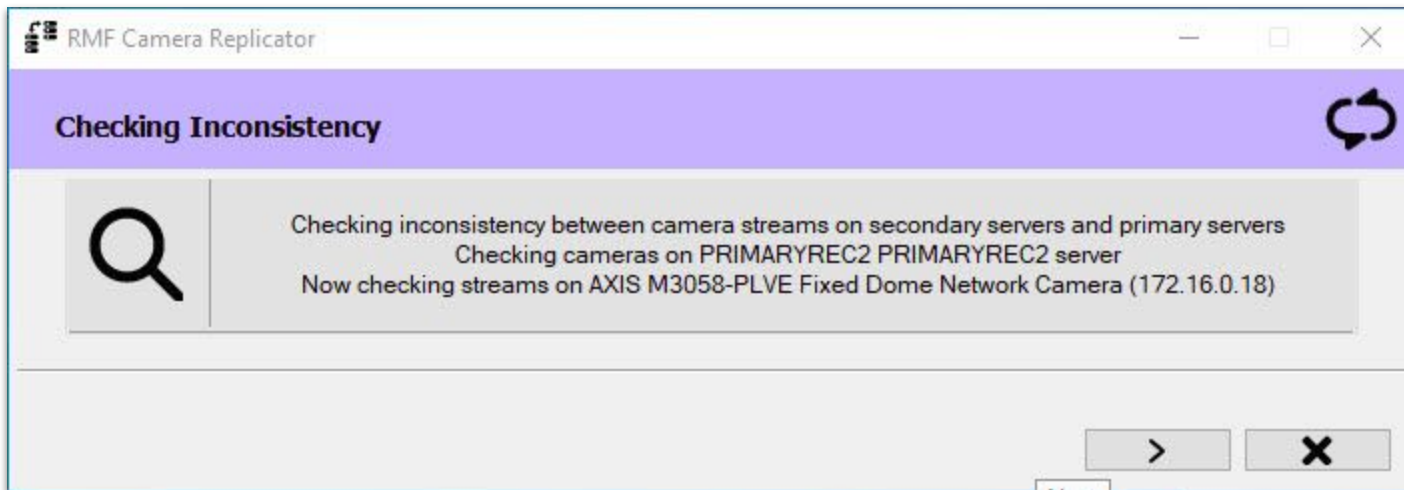 RMF Camera Replicator
Checking Inconsistency
Checking inconsistency between camera streams on secondary servers and primary servers
Checking cameras on PRIMARYREC2 PRIMARYREC2 server
Now checking streams on AXIS M3058-PLVE Fixed Dome Network Camera (172.16.0.18)